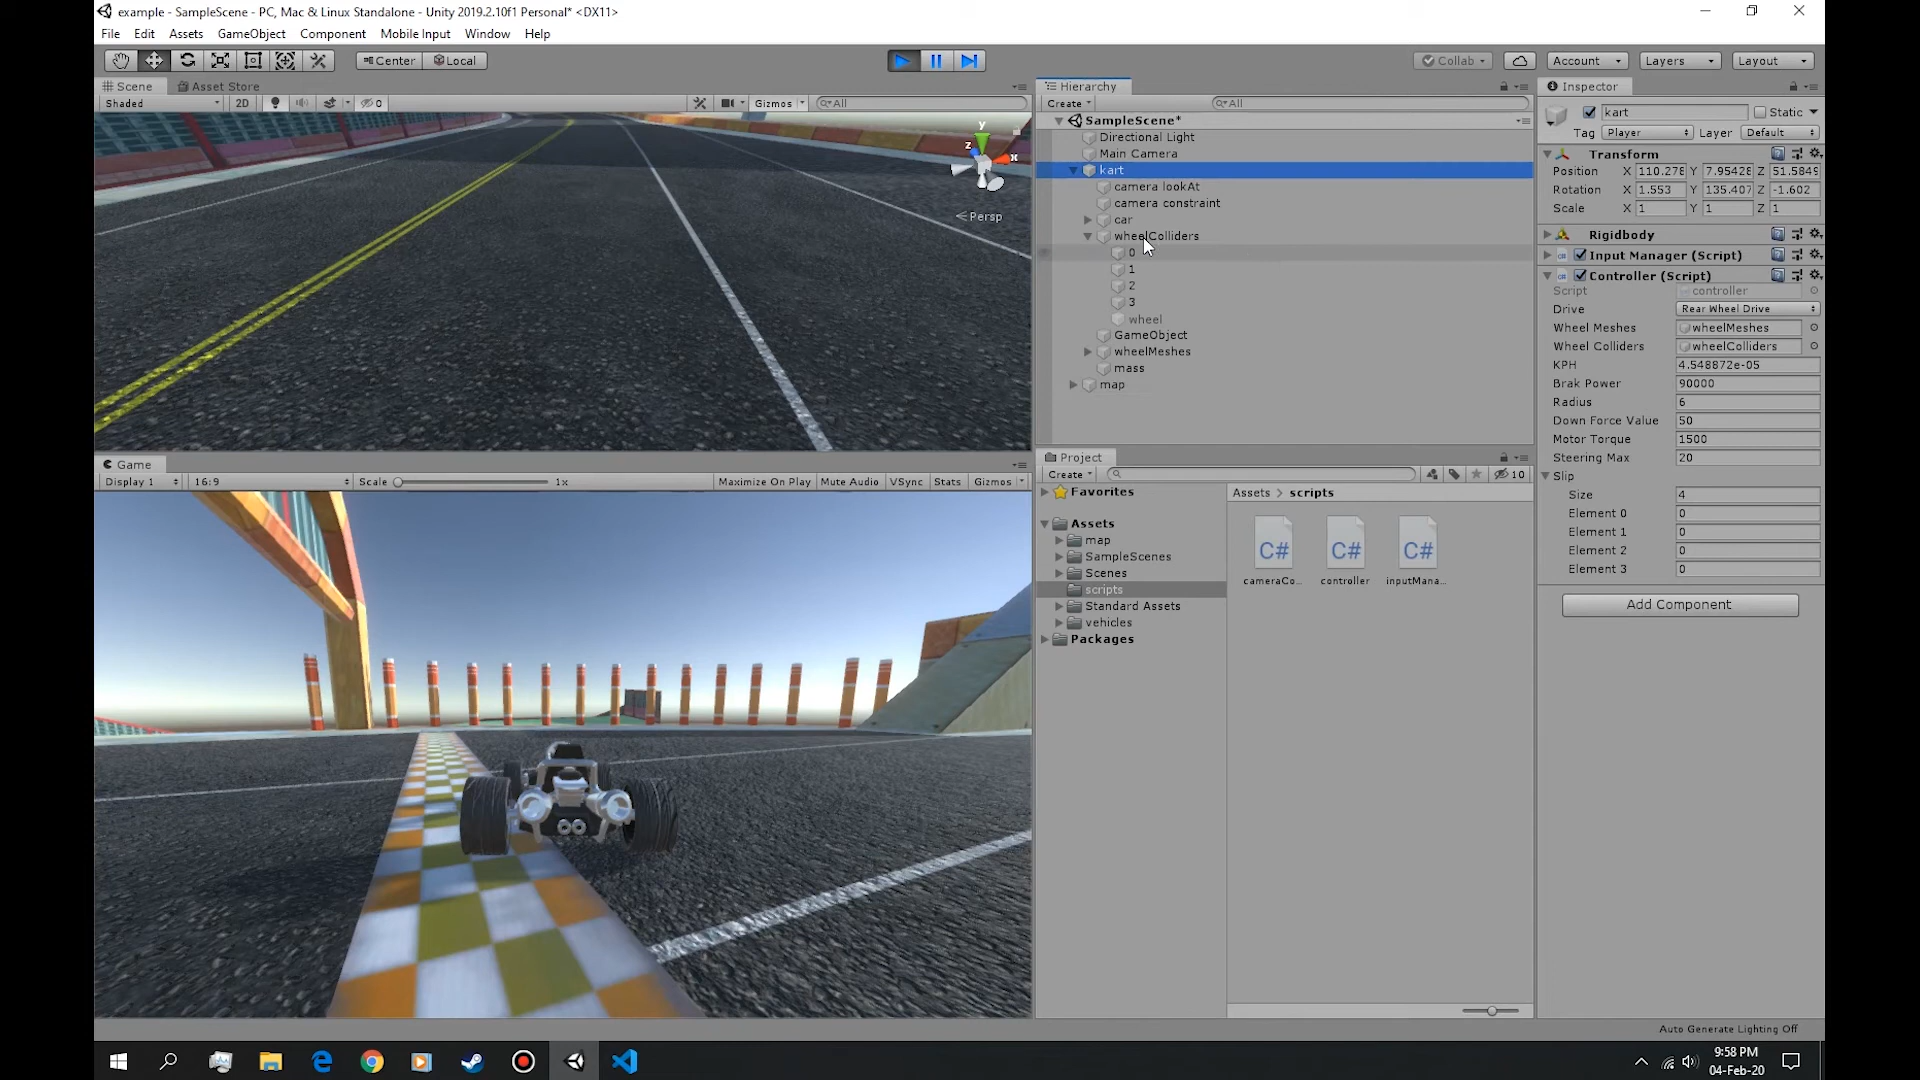 example - SampleScene - PC, Mac & Linux Standalone - Unity 2019.2.10f1 Personal* <DX11>
File Edit Assets GameObject Component Mobile Input Window Help
Center Local
Collab Account Layers Layout
Scene Asset Store
Shaded 2D 0 Gizmos All
y
z x
Persp
Game
Display 1 16:9 Scale 1x Maximize On Play Mute Audio VSync Stats Gizmos
Hierarchy
Create All
SampleScene*
Directional Light
Main Camera
kart
camera lookAt
camera constraint
car
wheelColliders
0
1
2
3
wheel
GameObject
wheelMeshes
mass
map
Project
Create 10
Favorites
Assets
map
SampleScenes
Scenes
scripts
Standard Assets
vehicles
Packages
Assets > scripts
C# C# C#
cameraCo... controller inputMana...
Inspector
kart Static
Tag Player Layer Default
Transform
Position X 110.278 Y 7.95428 Z 51.5849
Rotation X 1.553 Y 135.407 Z -1.602
Scale X 1 Y 1 Z 1
Rigidbody
Input Manager (Script)
Controller (Script)
Script controller
Drive Rear Wheel Drive
Wheel Meshes wheelMeshes
Wheel Colliders wheelColliders
KPH 4.548872e-05
Brak Power 90000
Radius 6
Down Force Value 50
Motor Torque 1500
Steering Max 20
Slip
Size 4
Element 0 0
Element 1 0
Element 2 0
Element 3 0
Add Component
Auto Generate Lighting Off
9:58 PM
04-Feb-20